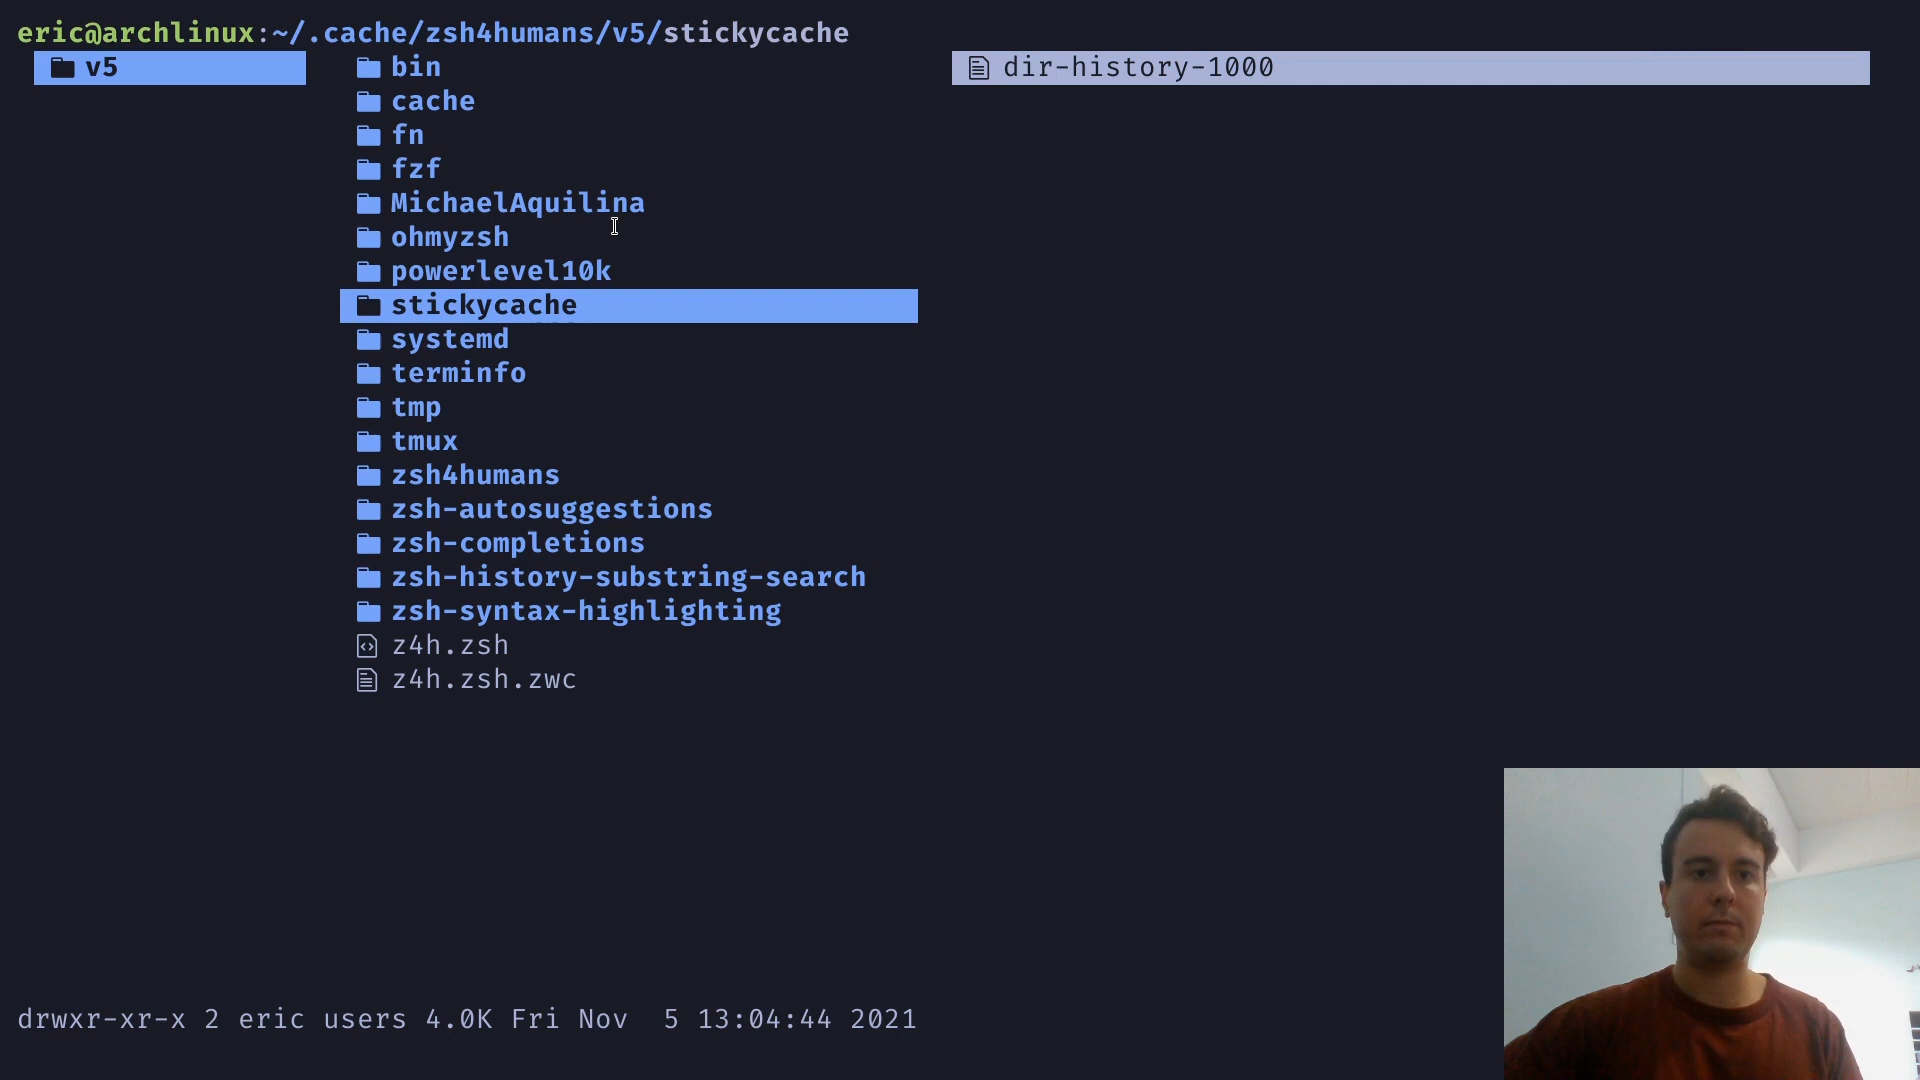 eric@archlinux:~/.cache/zsh4humans/v5/stickycache
v5
bin
cache
fn
fzf
MichaelAquilina
ohmyzsh
powerlevel10k
stickycache
systemd
terminfo
tmp
tmux
zsh4humans
zsh-autosuggestions
zsh-completions
zsh-history-substring-search
zsh-syntax-highlighting
z4h.zsh
z4h.zsh.zwc
dir-history-1000
drwxr-xr-x 2 eric users 4.0K Fri Nov  5 13:04:44 2021